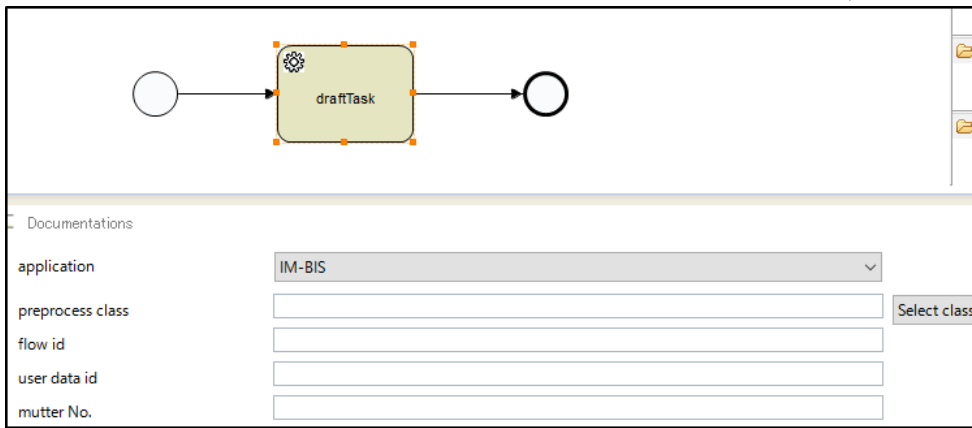 draftTask
Documentations
application IM-BIS
preprocess class Select class
flow id
user data id
mutter No.